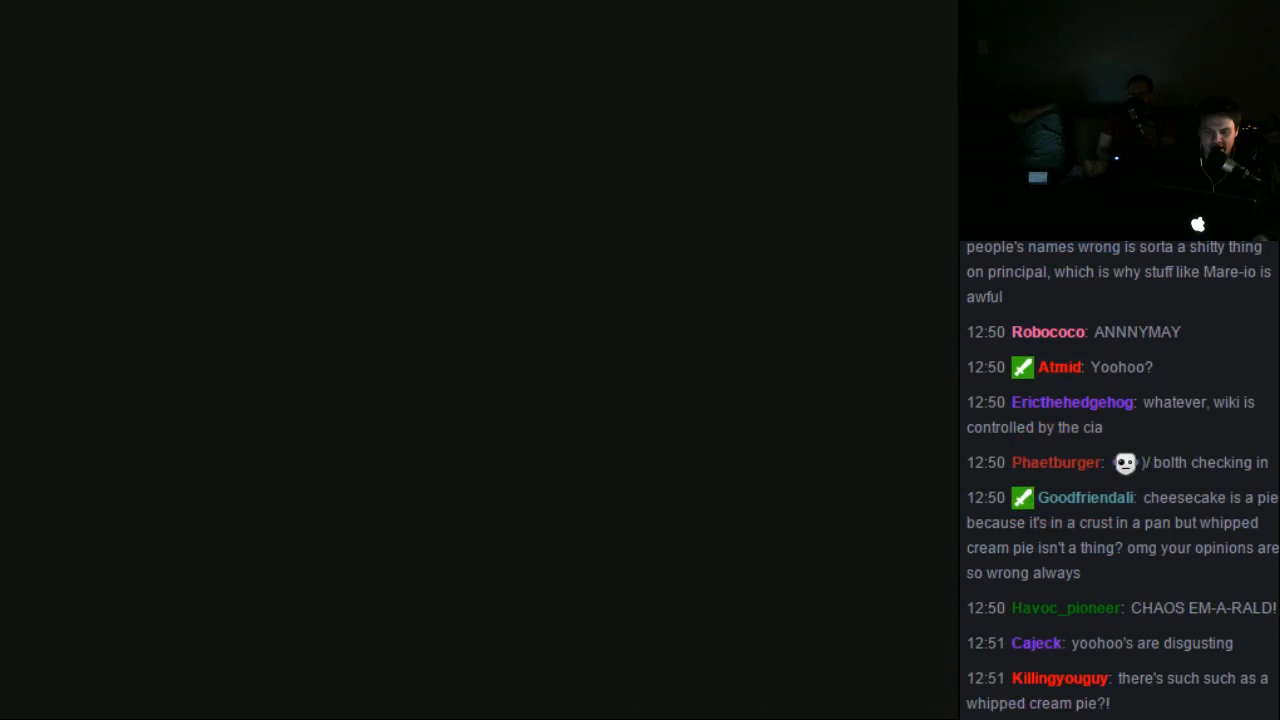 people's names wrong is sorta a shitty thing
on principal, which is why stuff like Mare-io is
awful
12:50 Robococo: ANNNYMAY
12:50 Atmid: Yoohoo?
12:50 Ericthehedgehog: whatever, wiki is
controlled by the cia
12:50 Phaetburger: )/ bolth checking in
12:50 Goodfriendali: cheesecake is a pie
because it's in a crust in a pan but whipped
cream pie isn't a thing? omg your opinions are
so wrong always
12:50 Havoc_pioneer: CHAOS EM-A-RALD!
12:51 Cajeck: yoohoo's are disgusting
12:51 Killingyouguy: there's such such as a
whipped cream pie?!